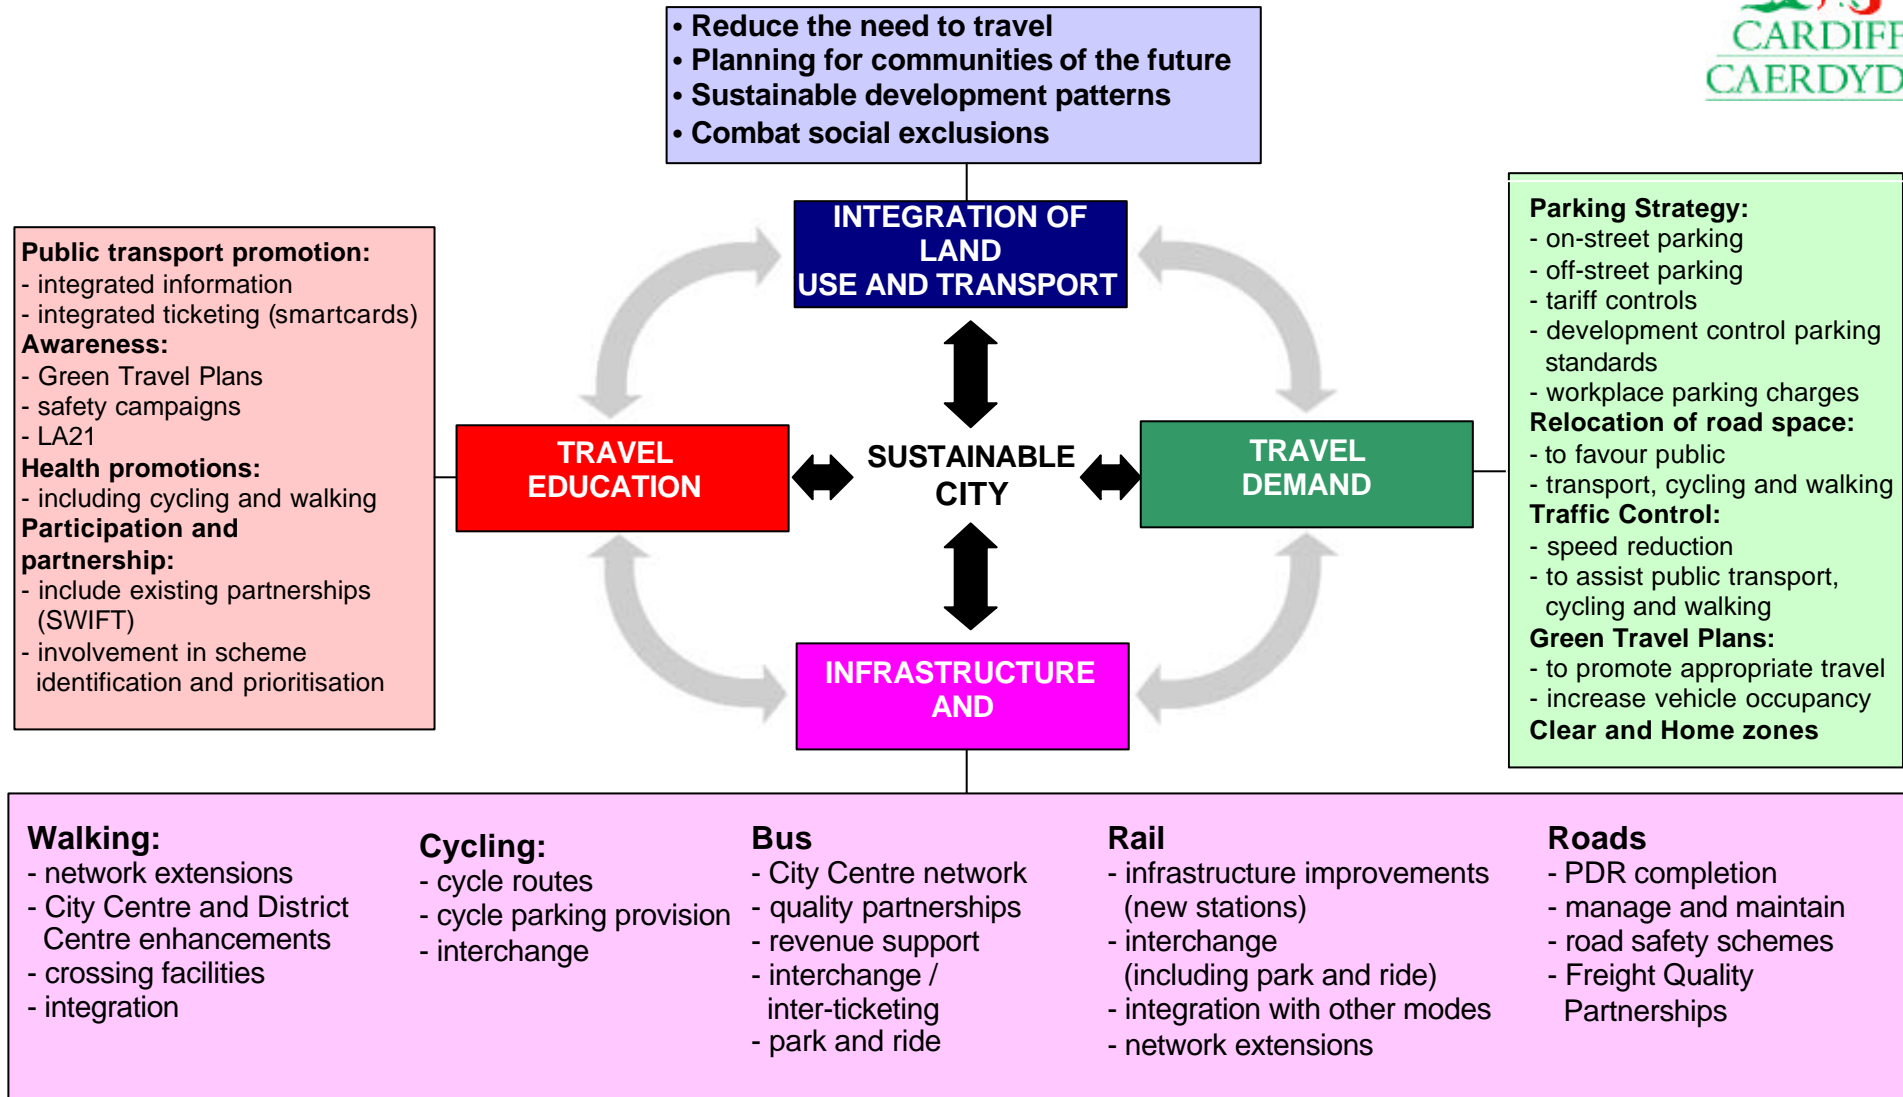 • Reduce the need to travel
• Planning for communities of the future
• Sustainable development patterns
• Combat social exclusions
CARDIFF
CAERDYD
INTEGRATION OF
LAND
USE AND TRANSPORT
Public transport promotion:
- integrated information
- integrated ticketing (smartcards)
Awareness:
- Green Travel Plans
- safety campaigns
- LA21
Health promotions:
- including cycling and walking
Participation and
partnership:
- include existing partnerships
(SWIFT)
- involvement in scheme
identification and prioritisation
TRAVEL
EDUCATION
SUSTAINABLE
CITY
TRAVEL
DEMAND
Parking Strategy:
- on-street parking
- off-street parking
- tariff controls
- development control parking
standards
- workplace parking charges
Relocation of road space:
- to favour public
- transport, cycling and walking
Traffic Control:
- speed reduction
- to assist public transport,
cycling and walking
Green Travel Plans:
- to promote appropriate travel
- increase vehicle occupancy
Clear and Home zones
INFRASTRUCTURE
AND
Walking:
- network extensions
- City Centre and District
Centre enhancements
- crossing facilities
- integration
Cycling:
- cycle routes
- cycle parking provision
- interchange
Bus
- City Centre network
- quality partnerships
- revenue support
- interchange /
inter-ticketing
- park and ride
Rail
- infrastructure improvements
(new stations)
- interchange
(including park and ride)
- integration with other modes
- network extensions
Roads
- PDR completion
- manage and maintain
- road safety schemes
- Freight Quality
Partnerships